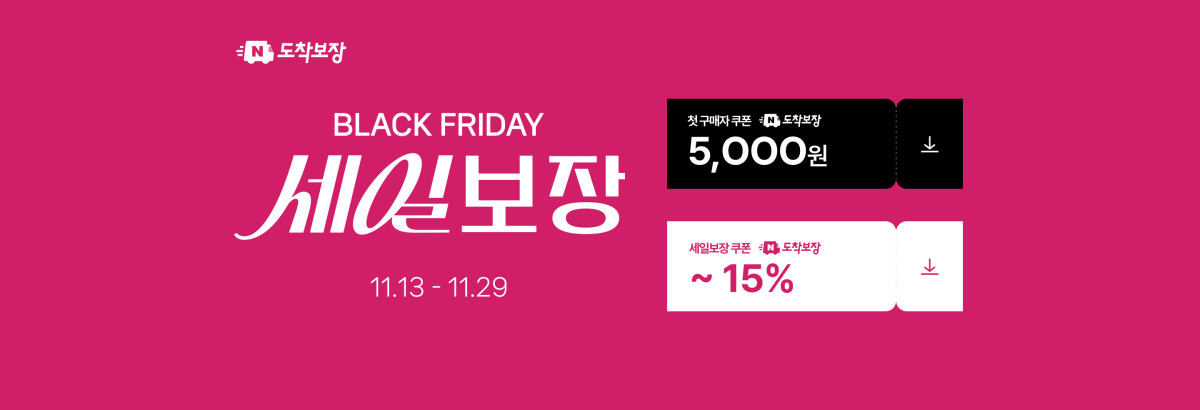 N 도착보장
BLACK FRIDAY
세일보장
11.13 - 11.29
첫 구매자 쿠폰 N 도착보장
5,000원
세일보장 쿠폰 N 도착보장
~ 15%